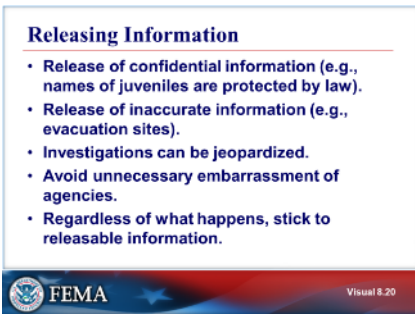 Releasing Information
• Release of confidential information (e.g.,
names of juveniles are protected by law).
• Release of inaccurate information (e.g.,
evacuation sites).
• Investigations can be jeopardized.
• Avoid unnecessary embarrassment of
agencies.
• Regardless of what happens, stick to
releasable information.
FEMA
Visual 8.20